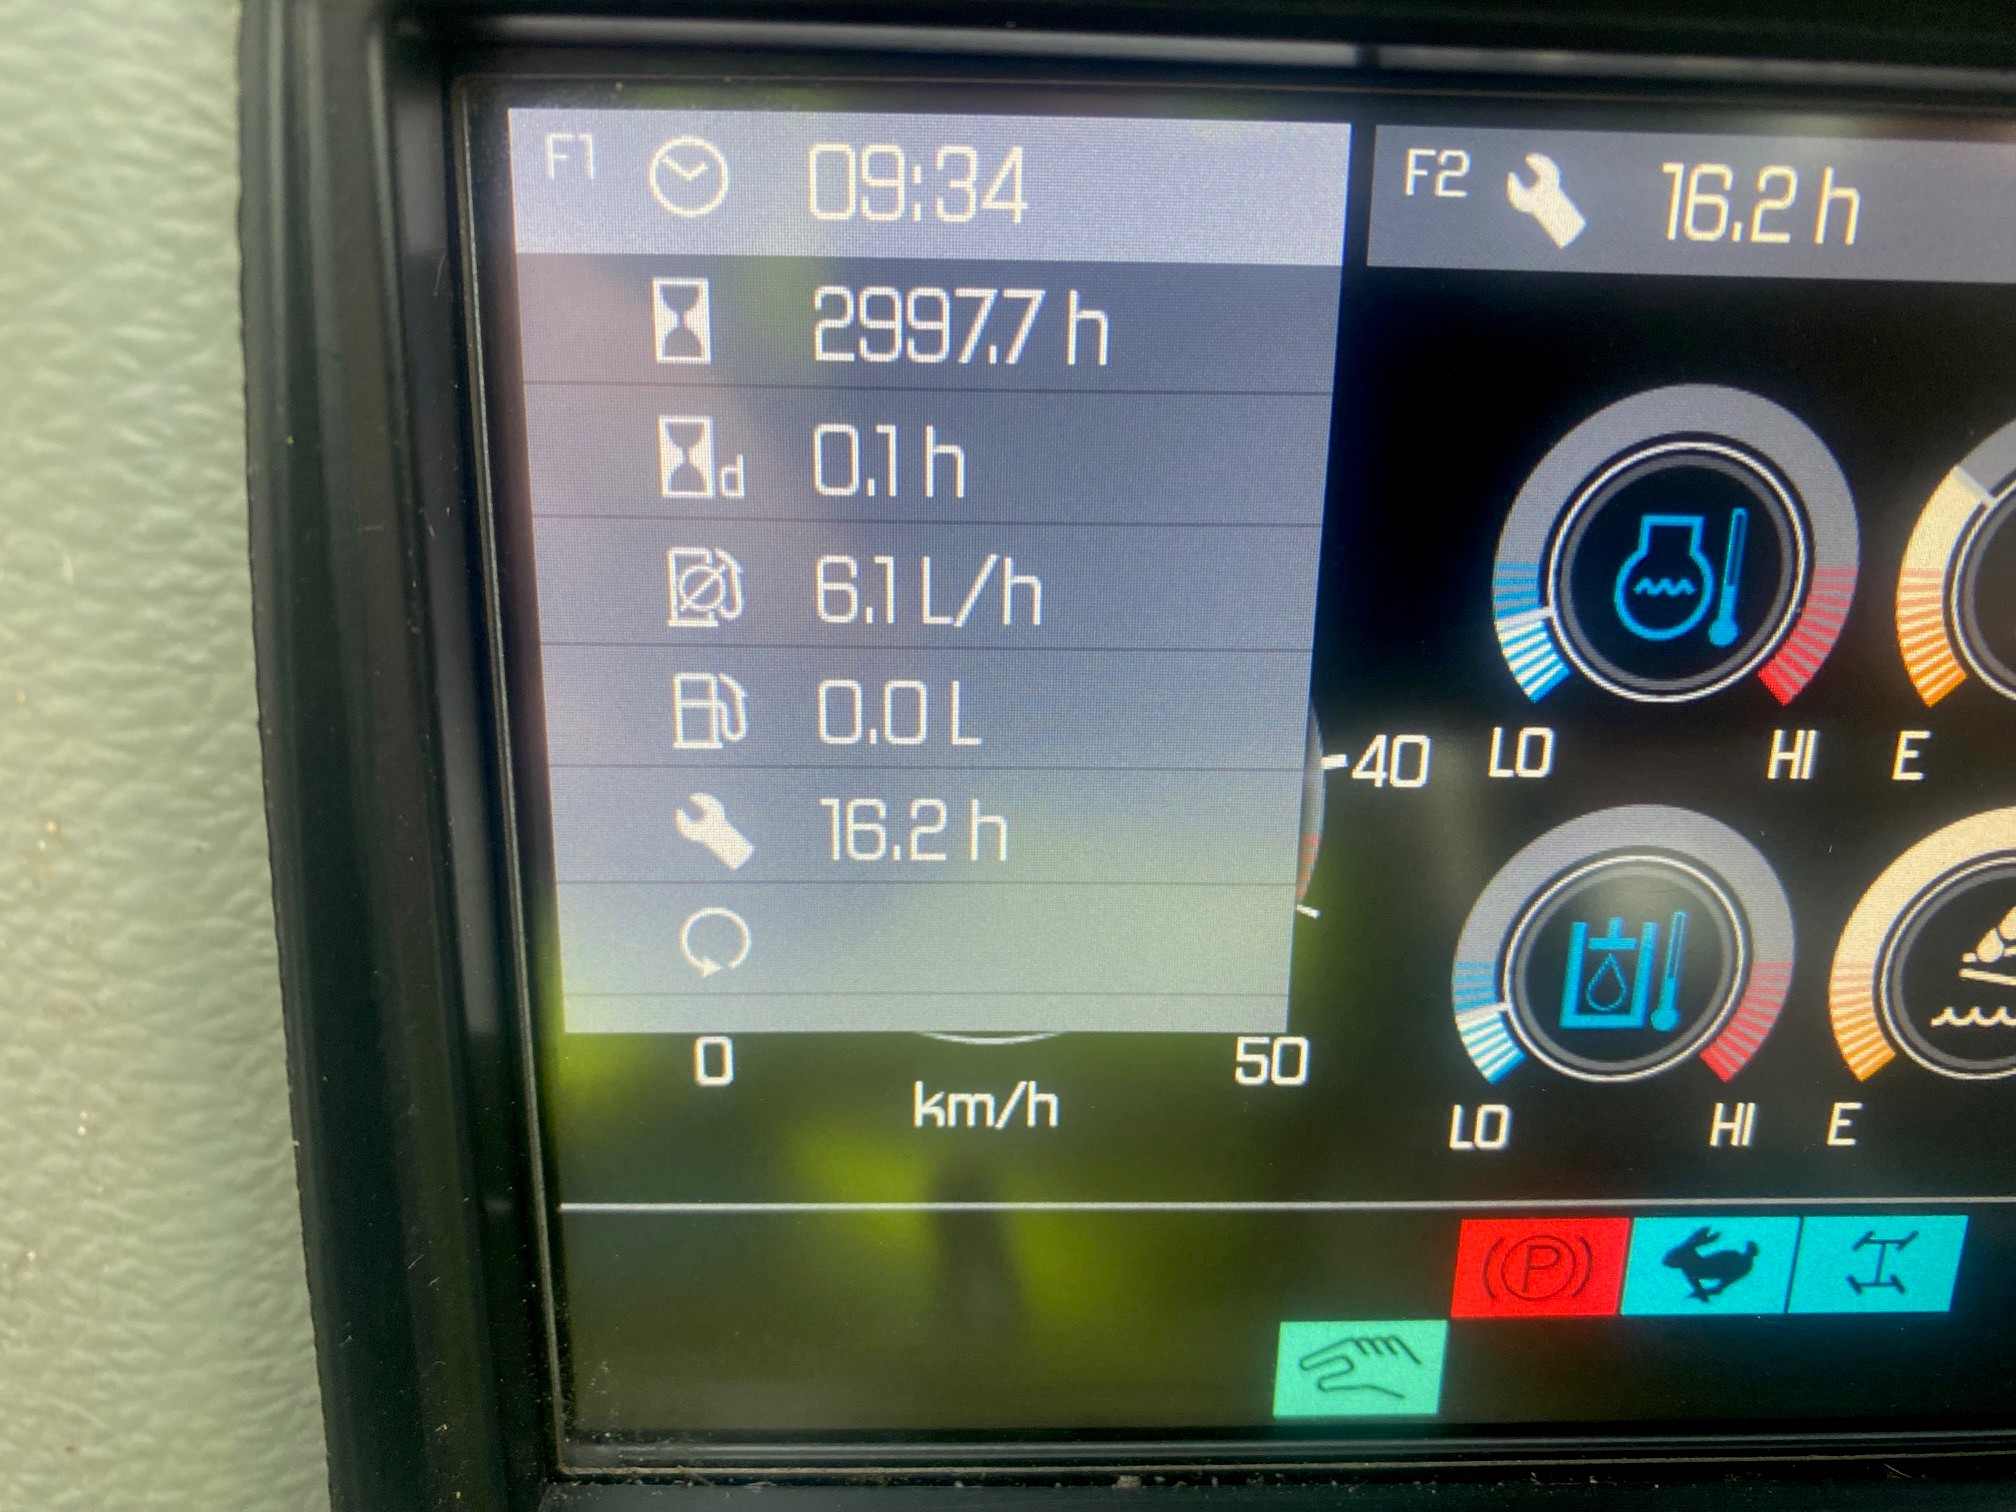 F1 09:34
2997.7 h
d 0.1 h
6.1 L/h
0.0 L
16.2 h
F2 16.2 h
40
0 50
km/h
LO HI E
LO HI E
P